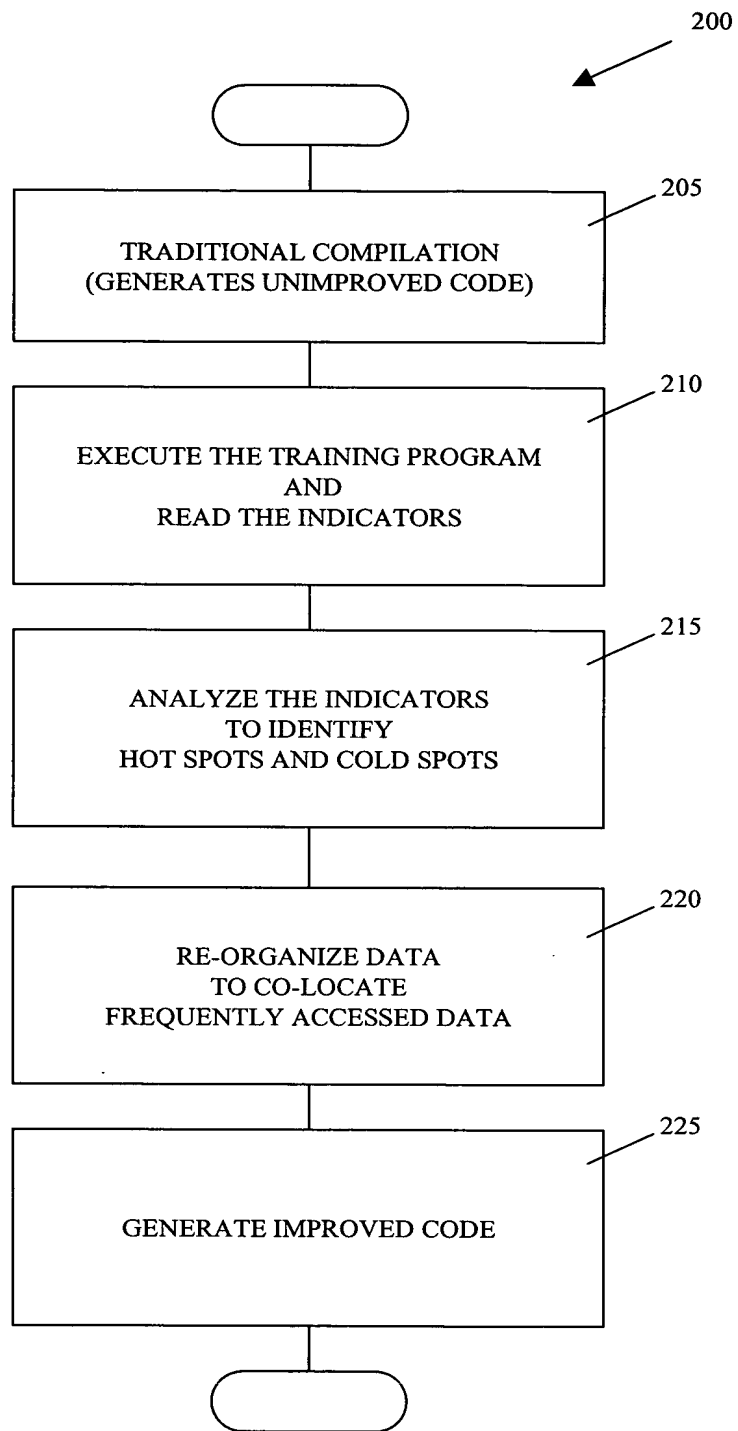 200
205
TRADITIONAL COMPILATION
(GENERATES UNIMPROVED CODE)
210
EXECUTE THE TRAINING PROGRAM
AND
READ THE INDICATORS
215
ANALYZE THE INDICATORS
TO IDENTIFY
HOT SPOTS AND COLD SPOTS
220
RE-ORGANIZE DATA
TO CO-LOCATE
FREQUENTLY ACCESSED DATA
225
GENERATE IMPROVED CODE